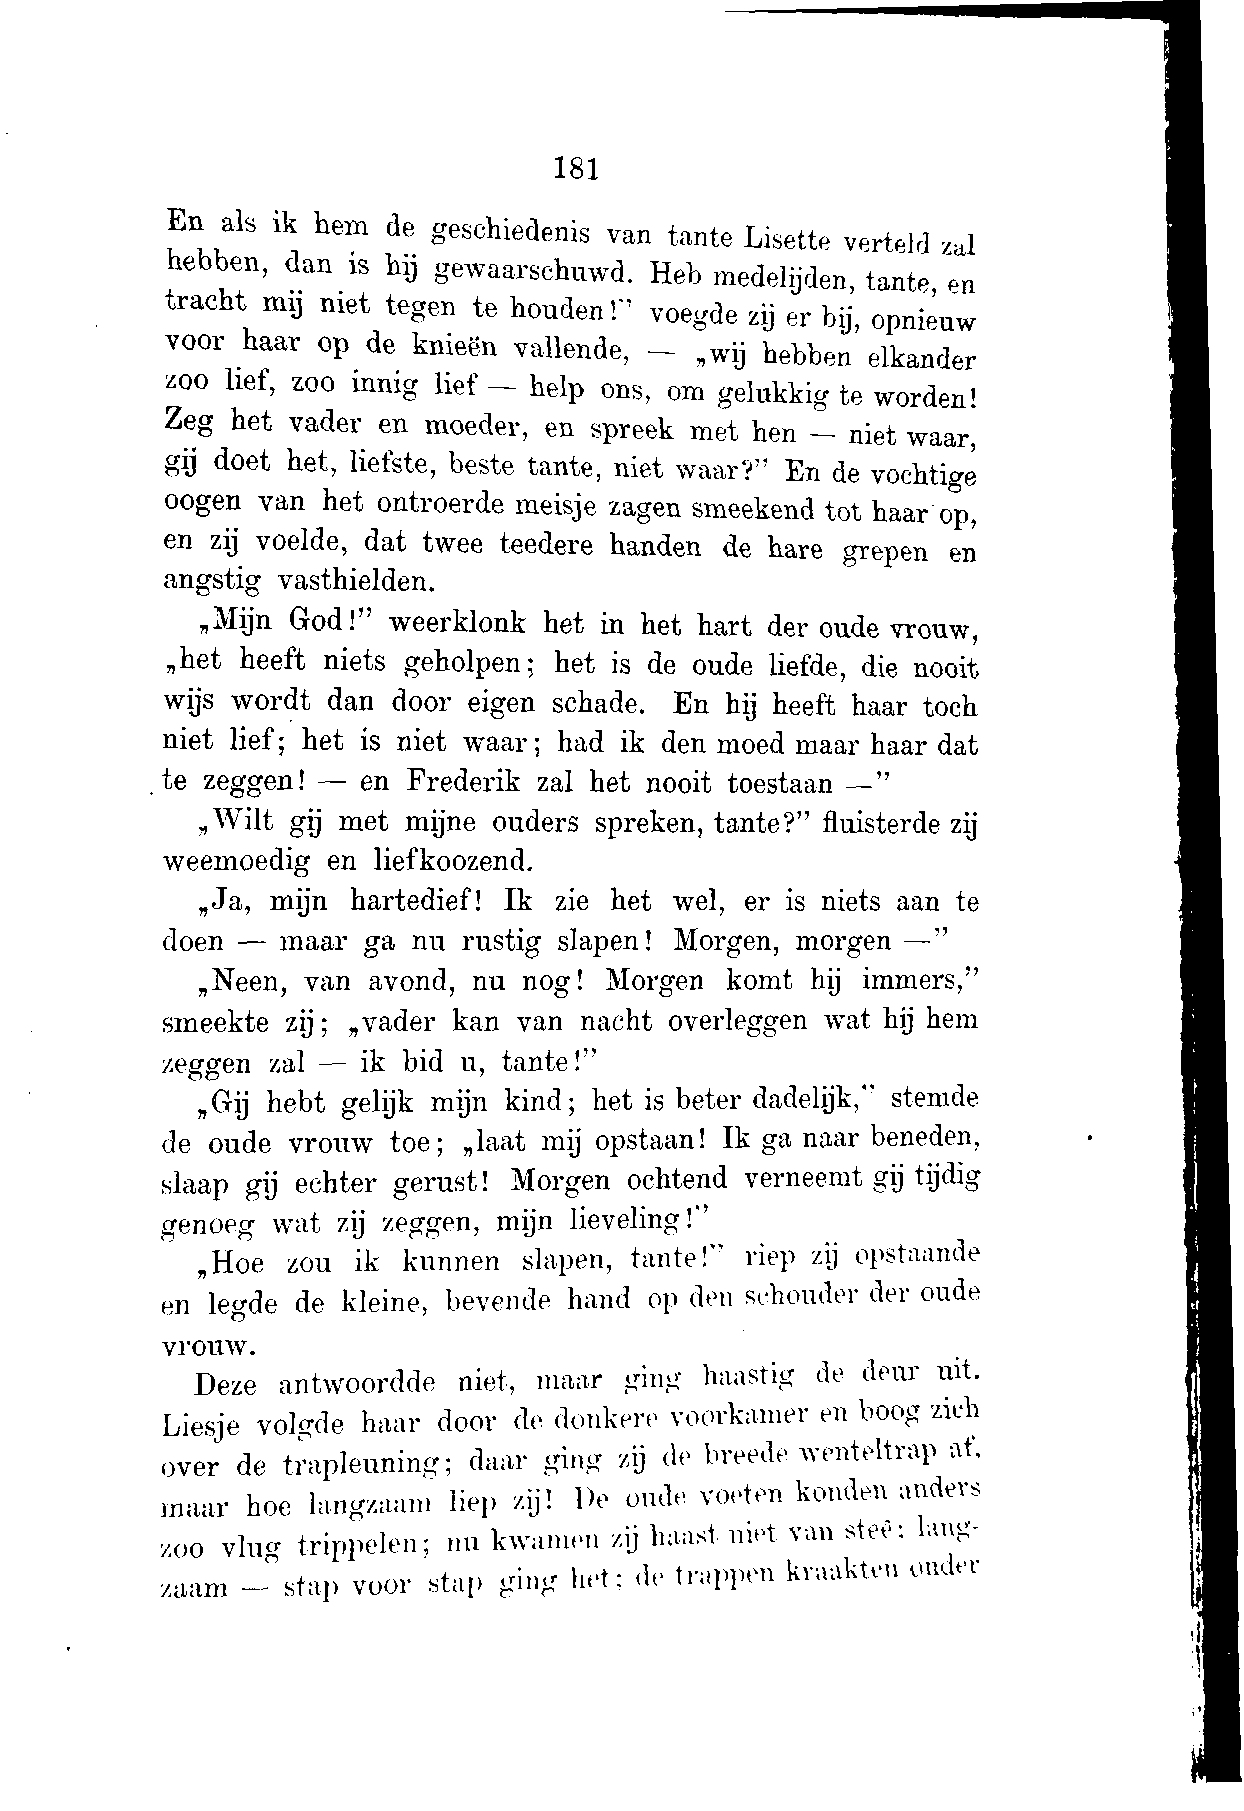 181
En als ik hem de geschiedenis van tante Lisette verteld zal
hebben, dan is hij gewaarschuwd. Heb medelijden, tante, en
tracht mij niet tegen te houden!” voegde zij er bij, opnieuw
voor haar op de knieën vallende, — „wij hebben elkander
zoo lief, zoo innig lief — help ons, om gelukkig te worden!
Zeg het vader en moeder, en spreek met hen — niet waar,
gij doet het, liefste, beste tante, niet waar?” En de vochtige
oogen van het ontroerde meisje zagen smeekend tot haar op,
en zij voelde, dat twee teedere handen de hare grepen en
angstig vasthielden.
„Mijn God!” weerklonk het in het hart der oude vrouw,
„het heeft niets geholpen; het is de oude liefde, die nooit
wijs wordt dan door eigen schade. En hij heeft haar toch
niet lief; het is niet waar; had ik den moed maar haar dat
te zeggen! — en Frederik zal het nooit toestaan —”
„Wilt gij met mijne ouders spreken, tante?” fluisterde zij
weemoedig en liefkoozend.
„Ja, mijn hartedief! Ik zie het wel, er is niets aan te
doen — maar ga nu rustig slapen! Morgen, morgen —”
„Neen, van avond, nu nog! Morgen komt hij immers,”
smeekte zij; „vader kan van nacht overleggen wat hij hem
zeggen zal — ik bid u, tante!”
„Gij hebt gelijk mijn kind; het is beter dadelijk,” stemde
de oude vrouw toe; „laat mij opstaan! Ik ga naar beneden,
slaap gij echter gerust! Morgen ochtend verneemt gij tijdig
genoeg wat zij zeggen, mijn lieveling!”
„Hoe zou ik kunnen slapen, tante!” riep zij opstaande
en legde de kleine, bevende hand op den schouder der oude
vrouw.
Deze antwoordde niet, maar ging haastig de deur uit.
Liesje volgde haar door de donkere voorkamer en boog zich
over de trapleuning; daar ging zij de breede wenteltrap af,
maar hoe langzaam liep zij! De oude voeten konden anders
zoo vlug trippelen; nu kwamen zij haast niet van steê; lang-
zaam — stap voor stap ging het; de trappen kraakten onder